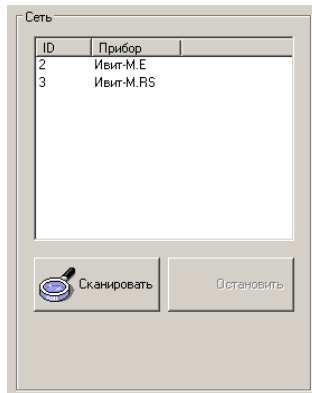 Сеть
ID Прибор
2 Ивит-М.E
3 Ивит-М.RS
Сканировать Остановить